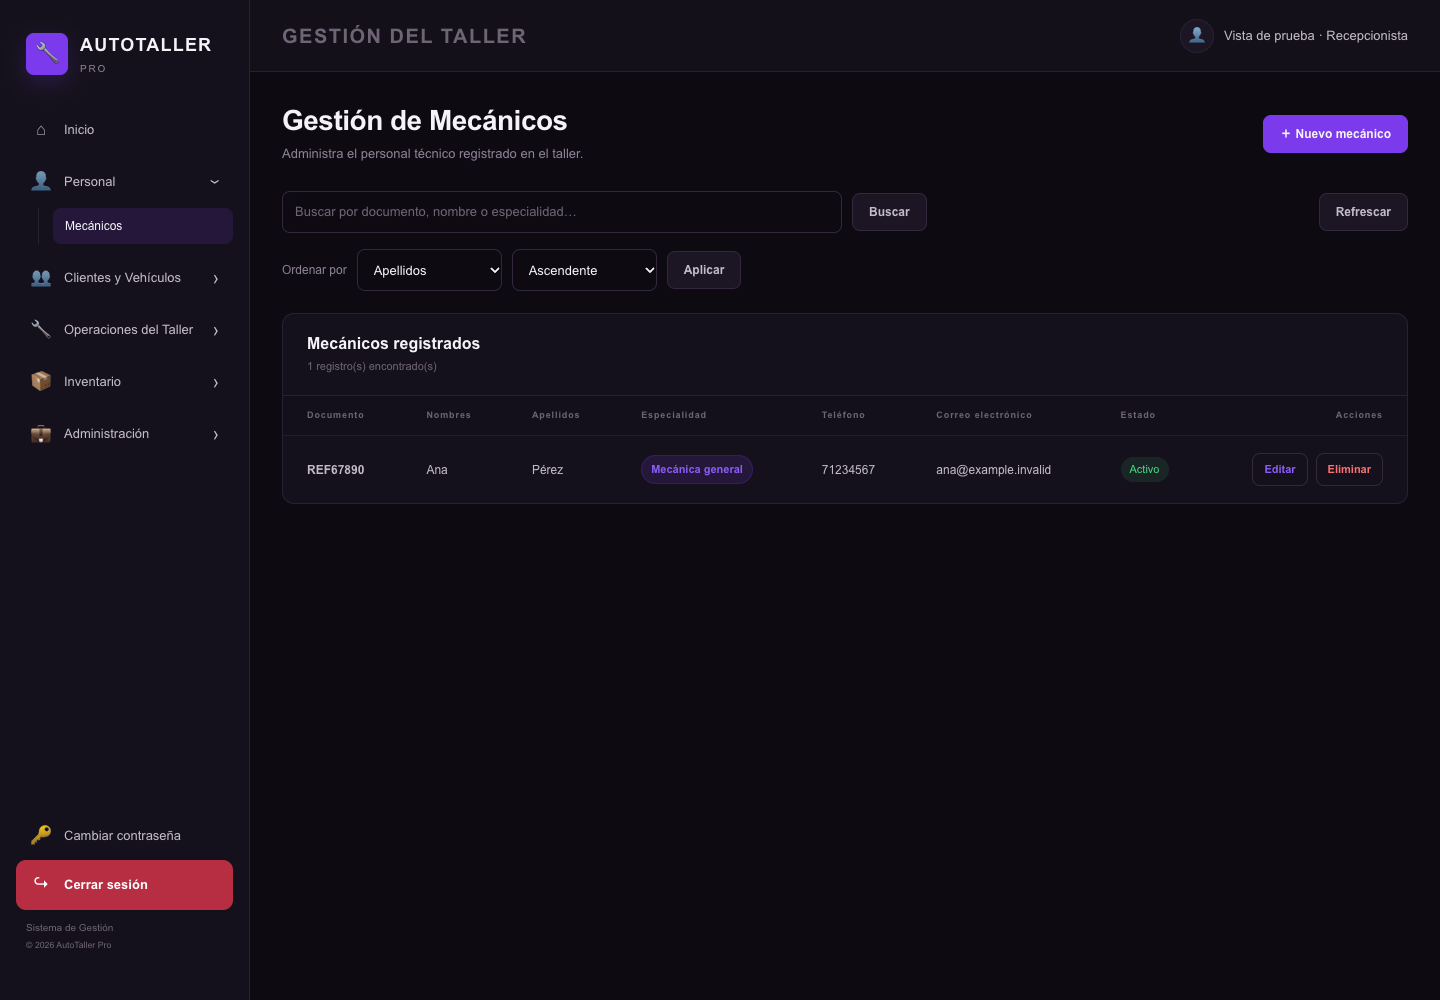 AUTOTALLER
PRO
Inicio
Personal
Mecánicos
Clientes y Vehículos
Operaciones del Taller
Inventario
Administración
Cambiar contraseña
Cerrar sesión
Sistema de Gestión
© 2026 AutoTaller Pro
GESTIÓN DEL TALLER
Vista de prueba · Recepcionista
Gestión de Mecánicos
Administra el personal técnico registrado en el taller.
+ Nuevo mecánico
Buscar por documento, nombre o especialidad…
Buscar
Refrescar
Ordenar por
Apellidos
Ascendente
Aplicar
Mecánicos registrados
1 registro(s) encontrado(s)
Documento Nombres Apellidos Especialidad Teléfono Correo electrónico Estado Acciones
REF67890 Ana Pérez Mecánica general 71234567 ana@example.invalid Activo Editar Eliminar